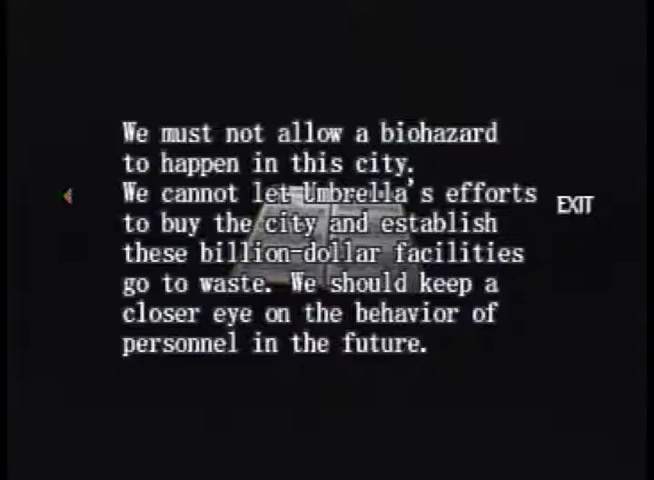 We must not allow a biohazard
to happen in this city.
We cannot let Umbrella's efforts
to buy the city and establish
these billion-dollar facilities
go to waste. We should keep a
closer eye on the behavior of
personnel in the future.
EXIT